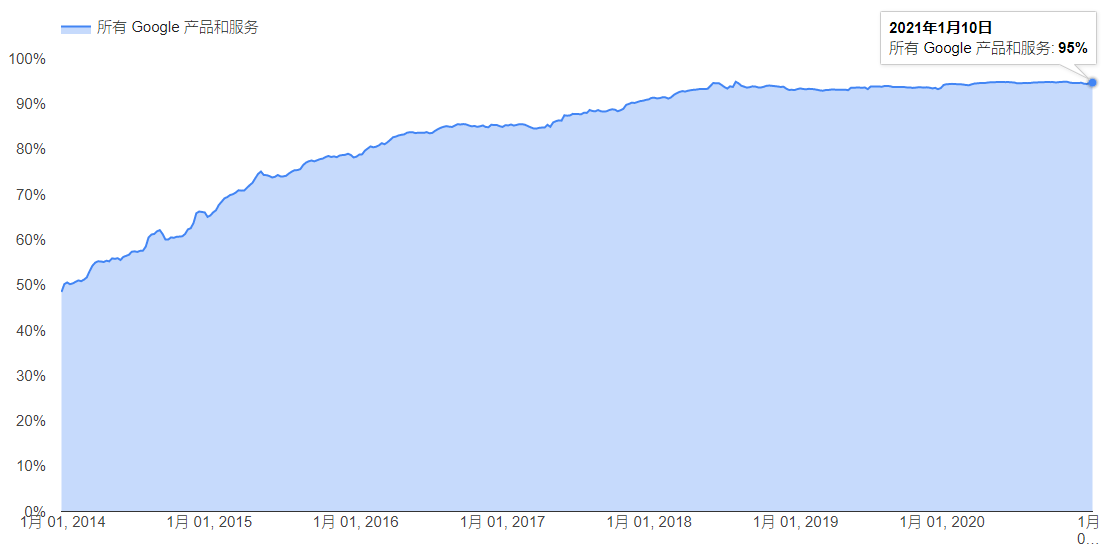 所有 Google 产品和服务
2021年1月10日
所有 Google 产品和服务: 95%
100%
90%
80%
70%
60%
50%
40%
30%
20%
10%
0%
1月 01, 2014
1月 01, 2015
1月 01, 2016
1月 01, 2017
1月 01, 2018
1月 01, 2019
1月 01, 2020
1月
0...